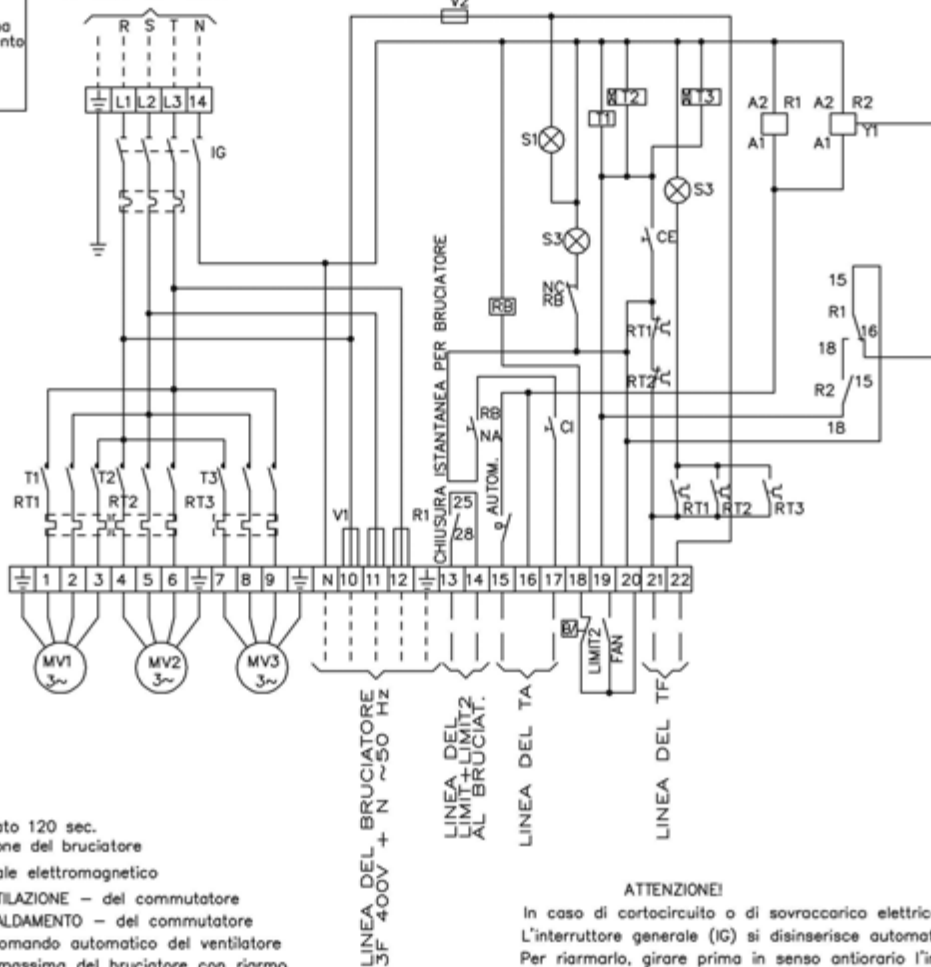 nto
R S T N
V2
L1 L2 L3 14
IG
S1
T1
T2
T3
A2 R1 A2 R2
A1 A1 Y1
S3
S3
CE
NC
RB
RB
RT1
RT2
15
R1
16
18
R2
15
18
CHIUSURA ISTANTANEA PER BRUCIATORE
RB
NA
CI
AUTOM.
25
28
T1 T2 T3
RT1 RT2 RT3
V1
R1
RT1 RT2 RT3
1 2 3 4 5 6 7 8 9 N 10 11 12 13 14 15 16 17 18 19 20 21 22
MV1
3~
MV2
3~
MV3
3~
LIMIT2
FAN
LINEA DEL BRUCIATORE
3F 400V + N ~50 HZ
LINEA DEL
LIMIT+LIMIT2
AL BRUCIAT.
LINEA DEL TA
LINEA DEL TF
ato 120 sec.
one del bruciatore
ale elettromagnetico
TILAZIONE – del commutatore
ALDAMENTO – del commutatore
omando automatico del ventilatore
massima del bruciatore con riarmo
ATTENZIONE!
In caso di cortocircuito o di sovraccarico elettric
L'interruttore generale (IG) si disinserisce automat
Per riarmarlo, girare prima in senso antiorario l'in